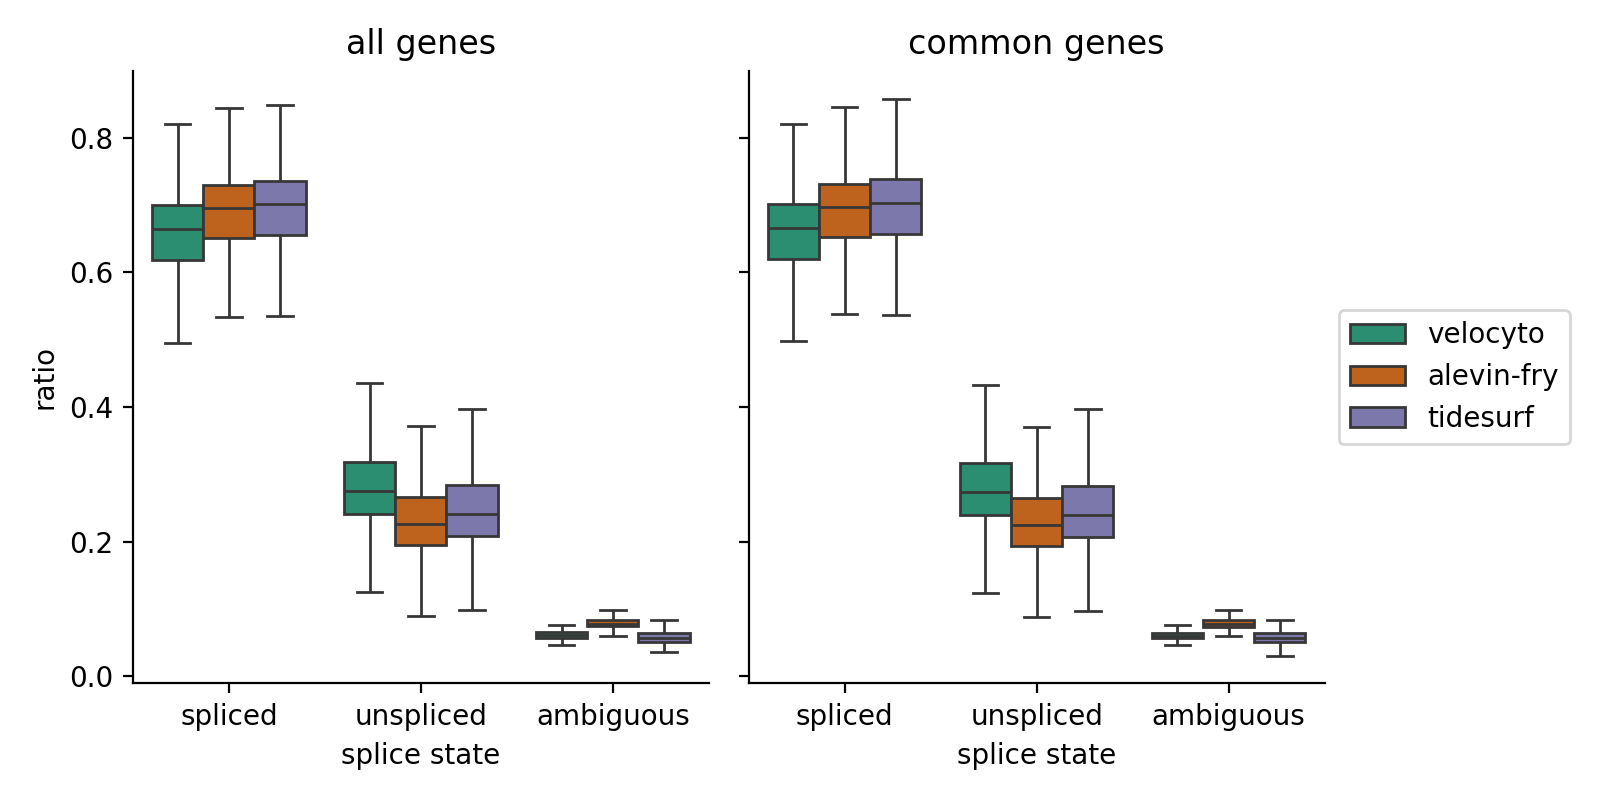 all genes
common genes
ratio
0.8
0.6
0.4
0.2
0.0
spliced unspliced ambiguous
splice state
spliced unspliced ambiguous
splice state
velocyto
alevin-fry
tidesurf